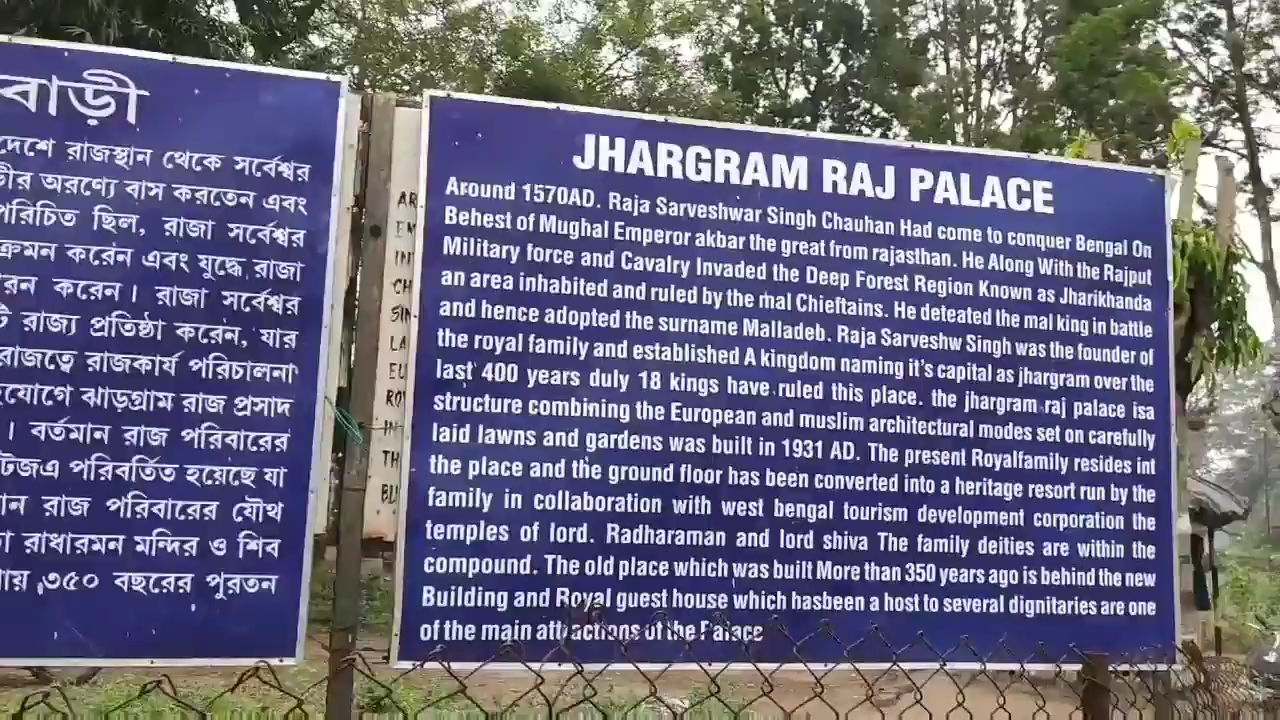 বাড়ী
দেশে রাজস্থান থেকে সর্বেশ্বর
অরণ্যে বাস করতেন এবং
পরিচিত ছিল, রাজা সর্বেশ্বর
ক্রমন করেন এবং যুদ্ধে রাজা
করেন। রাজা সর্বেশ্বর
রাজ্য প্রতিষ্ঠা করেন, যার
রাজত্বে রাজকার্য পরিচালনা
ঝাড়গ্রাম রাজ প্রসাদ
। বর্তমান রাজ পরিবারের
পরিবর্তিত হয়েছে যা
রাজ পরিবারের যৌথ
রাধারমন মন্দির ও শিব
৩৫০ বছরের পুরতন
AR
EM
INT
CH
SIN
LA
EU
ROY
IN
TH
BU
JHARGRAM RAJ PALACE
Around 1570AD. Raja Sarveshwar Singh Chauhan Had come to conquer Bengal On
Behest of Mughal Emperor akbar the great from rajasthan. He Along With the Rajput
Military force and Cavalry Invaded the Deep Forest Region Known as Jharikhanda
an area inhabited and ruled by the mal Chieftains. He deteated the mal king in battle
and hence adopted the surname Malladeb. Raja Sarveshw Singh was the founder of
the royal family and established A kingdom naming it's capital as jhargram over the
last 400 years duly 18 kings have ruled this place. the jhargram raj palace isa
structure combining the European and muslim architectural modes set on carefully
laid lawns and gardens was built in 1931 AD. The present Royalfamily resides int
the place and the ground floor has been converted into a heritage resort run by the
family in collaboration with west bengal tourism development corporation the
temples of lord. Radharaman and lord shiva The family deities are within the
compound. The old place which was built More than 350 years ago is behind the new
Building and Royal guest house which hasbeen a host to several dignitaries are one
of the main attractions of the Palace